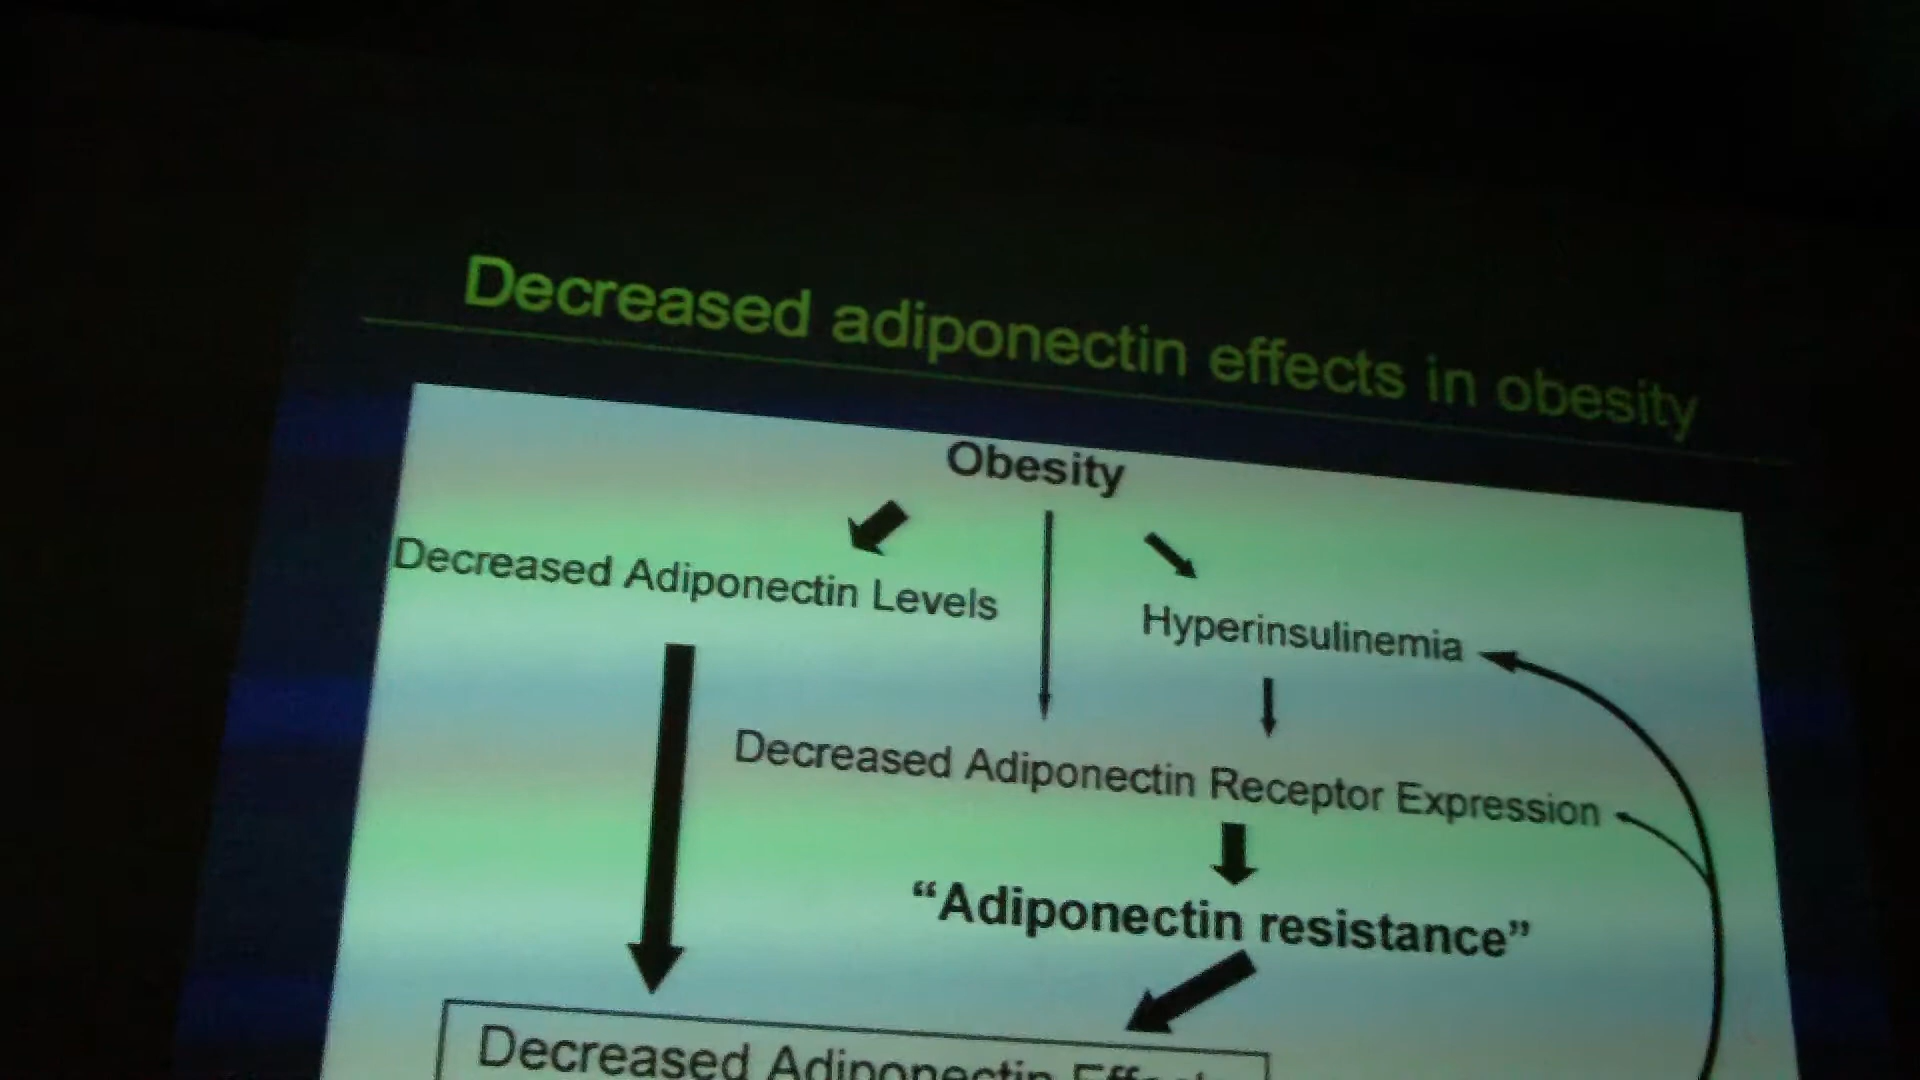 Decreased adiponectin effects in obesity
Obesity
Decreased Adiponectin Levels
Hyperinsulinemia
Decreased Adiponectin Receptor Expression
“Adiponectin resistance”
Decreased Adiponectin